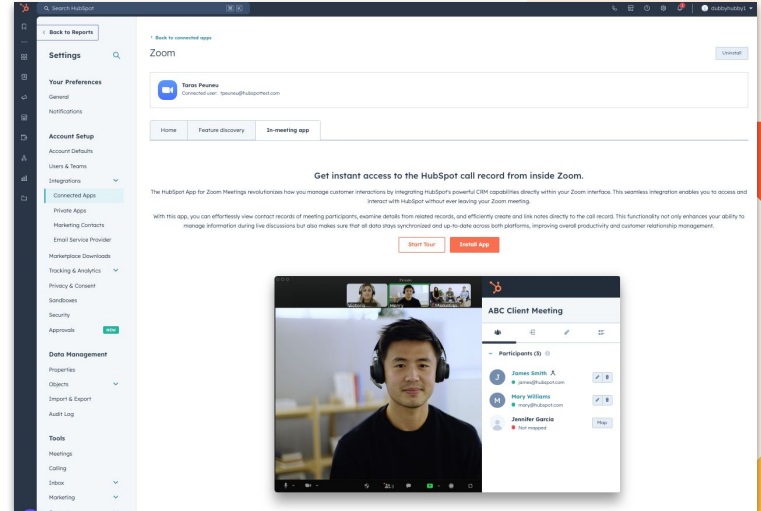 Search HubSpot
dubbyhubby1
Back to Reports
Settings
Your Preferences
General
Notifications
Account Setup
Account Defaults
Users & Teams
Integrations
Connected Apps
Private Apps
Marketing Contacts
Email Service Provider
Marketplace Downloads
Tracking & Analytics
Privacy & Consent
Sandboxes
Security
Approvals NEW
Data Management
Properties
Objects
Import & Export
Audit Log
Tools
Meetings
Calling
Inbox
Marketing
Back to connected apps
Zoom
Uninstall
Taras Peuneu
Connected user: tpeuneu@hubspottest.com
Home Feature discovery In-meeting app
Get instant access to the HubSpot call record from inside Zoom.
The HubSpot App for Zoom Meetings revolutionizes how you manage customer interactions by integrating HubSpot's powerful CRM capabilities directly within your Zoom interface. This seamless integration enables you to access and
interact with HubSpot without ever leaving your Zoom meeting.
With this app, you can effortlessly view contact records of meeting participants, examine details from related records, and efficiently create and link notes directly to the call record. This functionality not only enhances your ability to
manage information during live discussions but also makes sure that all data stays synchronized and up-to-date across both platforms, improving overall productivity and customer relationship management.
Start Tour Install App
Victoria Henry
ABC Client Meeting
Participants (3)
J James Smith
james@hubspot.com
M Mary Williams
mary@hubspot.com
Jennifer Garcia
Not mapped
Map